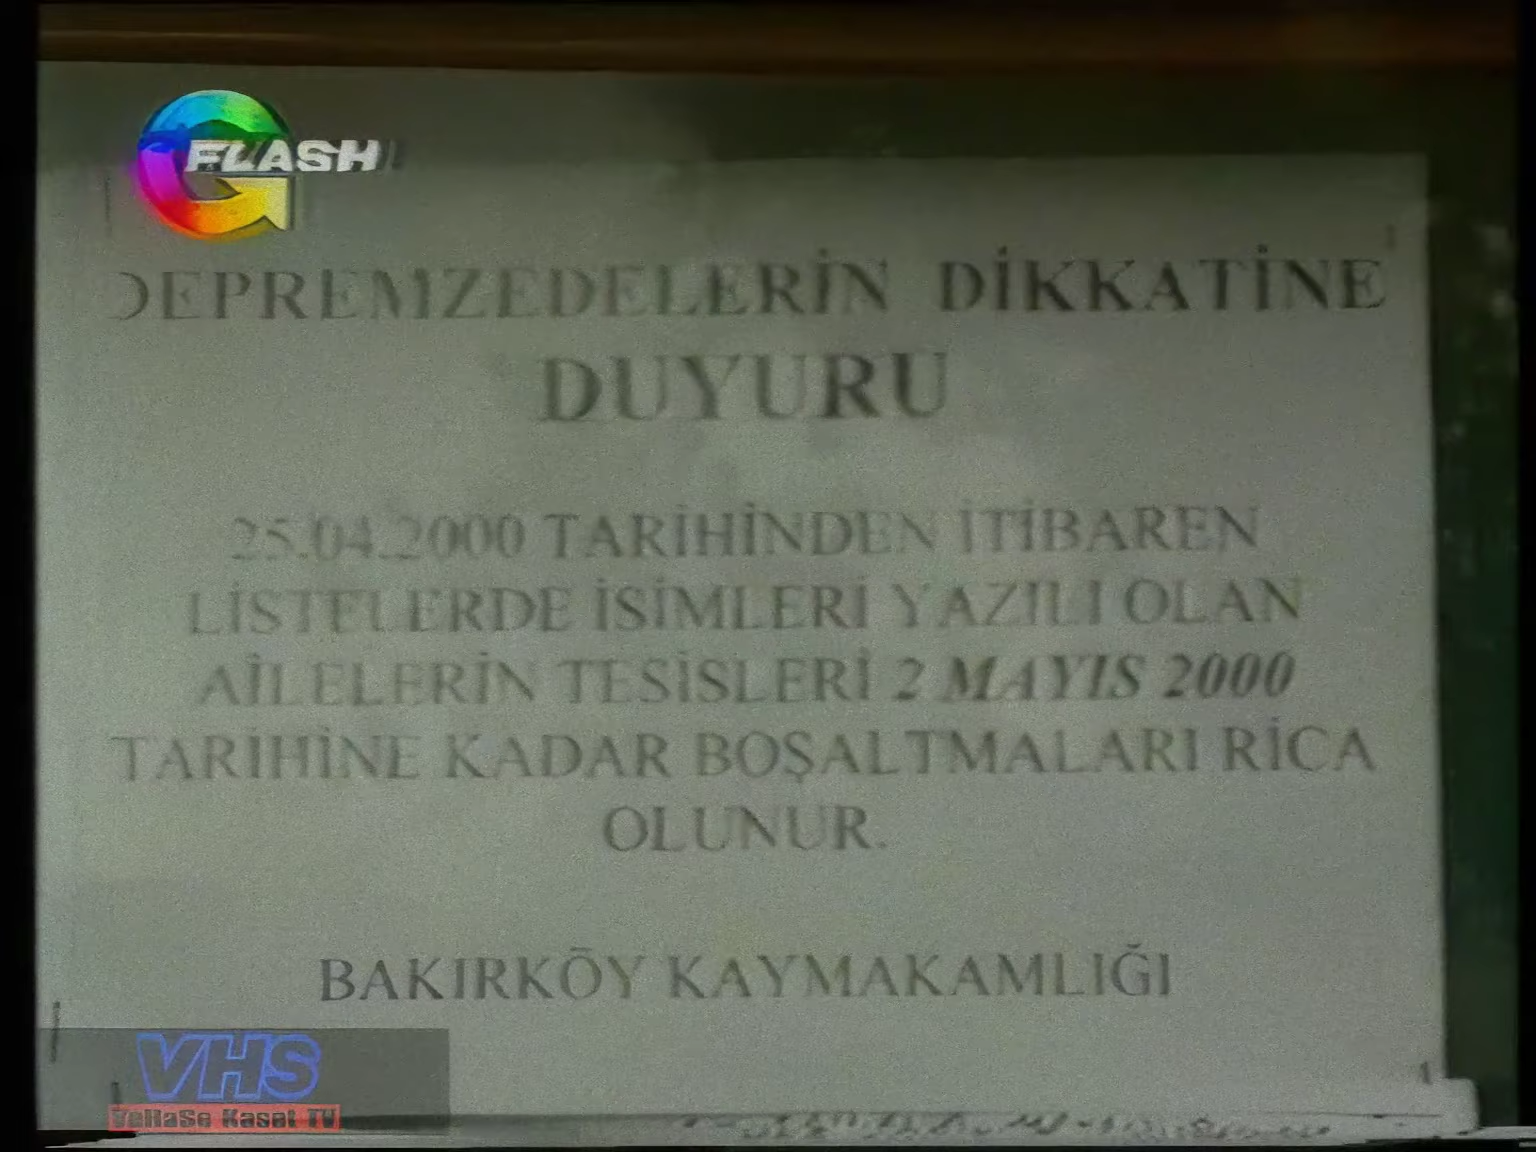 FLASH
DEPREMZEDELERİN DİKKATİNE
DUYURU
25.04.2000 TARİHİNDEN İTİBAREN
LİSTELERDE İSİMLERİ YAZILI OLAN
AİLELERİN TESİSLERİ 2 MAYIS 2000
TARİHİNE KADAR BOŞALTMALARI RİCA
OLUNUR.
BAKIRKÖY KAYMAKAMLIĞI
VHS
VeHaSe Kaset TV